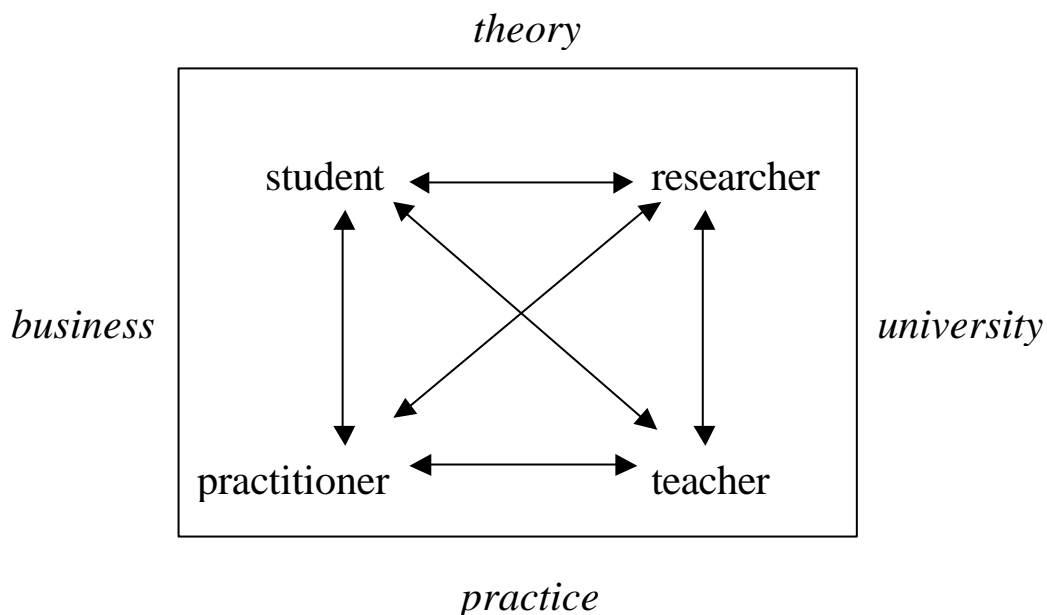 theory
student researcher
business university
practitioner teacher
practice